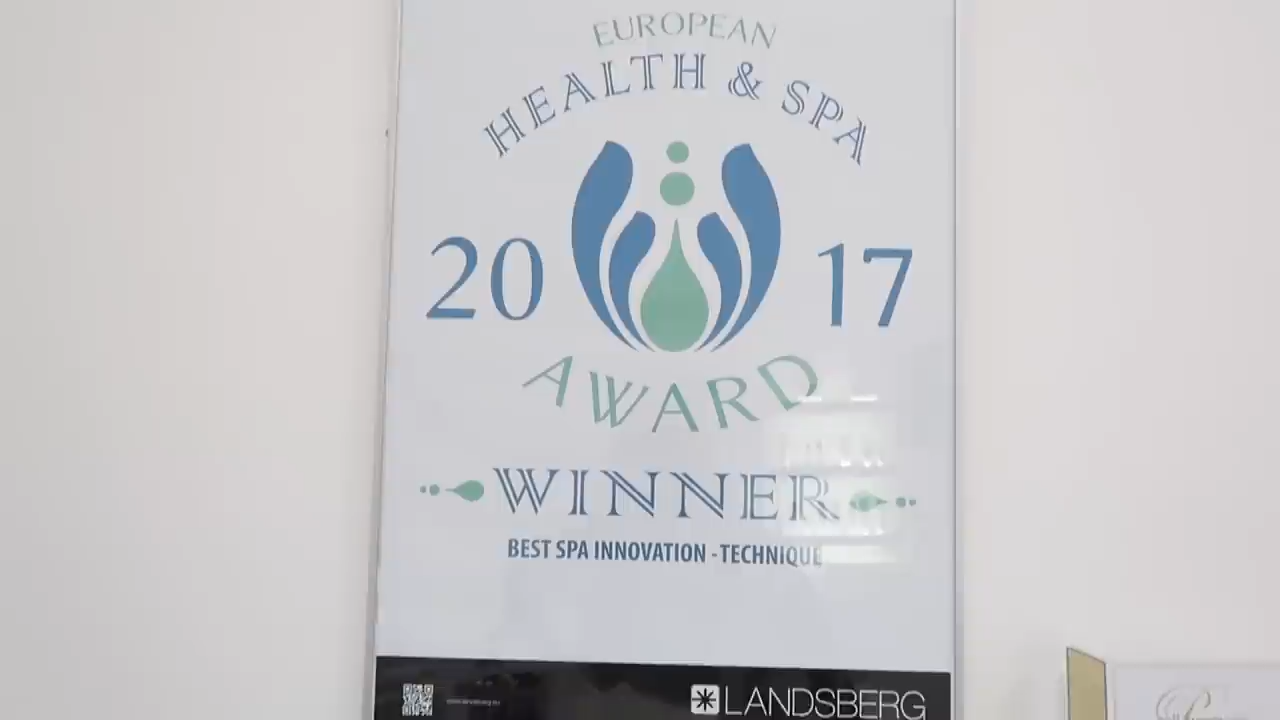 EUROPEAN
HEALTH & SPA
20 17
AWARD
WINNER
BEST SPA INNOVATION - TECHNIQUE
LANDSBERG